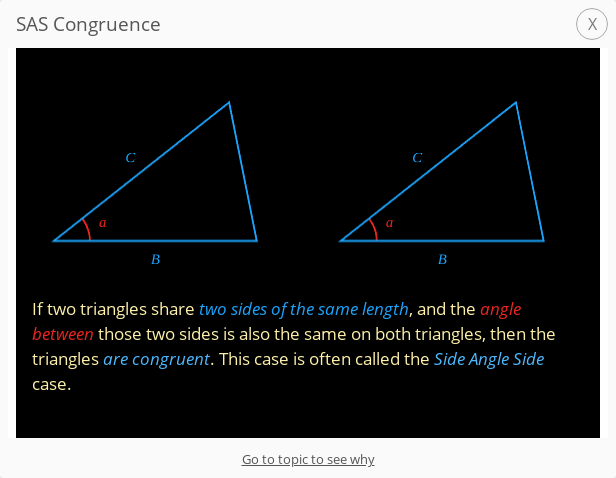 SAS Congruence
X
C
C
a
a
B
B
If two triangles share two sides of the same length, and the angle
between those two sides is also the same on both triangles, then the
triangles are congruent. This case is often called the Side Angle Side
case.
Go to topic to see why